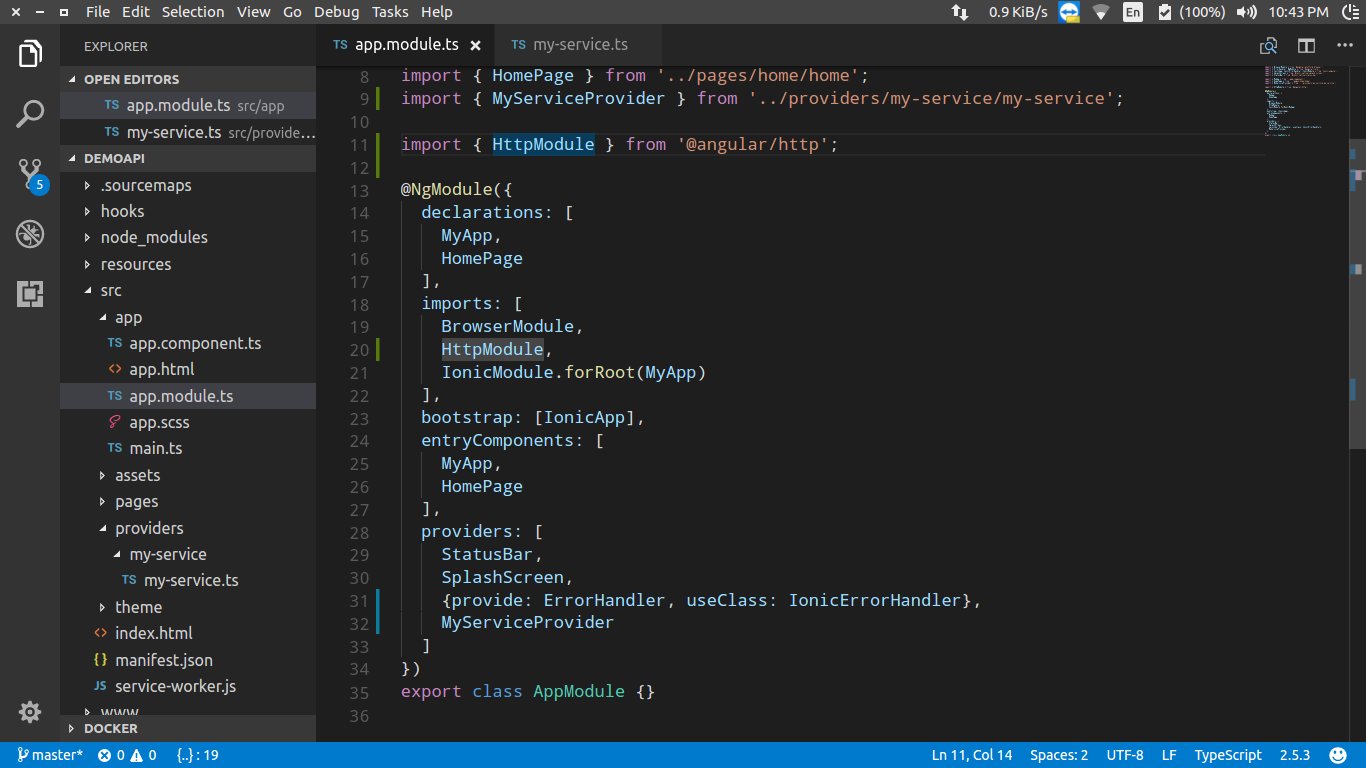 File Edit Selection View Go Debug Tasks Help 0.9 KiB/s En (100%) 10:43 PM
EXPLORER
OPEN EDITORS
TS app.module.ts src/app
TS my-service.ts src/provide...
DEMOAPI
.sourcemaps
hooks
node_modules
resources
src
app
TS app.component.ts
<> app.html
TS app.module.ts
app.scss
TS main.ts
assets
pages
providers
my-service
TS my-service.ts
theme
<> index.html
{} manifest.json
JS service-worker.js
www
DOCKER
5
TS app.module.ts × TS my-service.ts
8 import { HomePage } from '../pages/home/home';
9 import { MyServiceProvider } from '../providers/my-service/my-service';
10
11 import { HttpModule } from '@angular/http';
12
13 @NgModule({
14 declarations: [
15 MyApp,
16 HomePage
17 ],
18 imports: [
19 BrowserModule,
20 HttpModule,
21 IonicModule.forRoot(MyApp)
22 ],
23 bootstrap: [IonicApp],
24 entryComponents: [
25 MyApp,
26 HomePage
27 ],
28 providers: [
29 StatusBar,
30 SplashScreen,
31 {provide: ErrorHandler, useClass: IonicErrorHandler},
32 MyServiceProvider
33 ]
34 })
35 export class AppModule {}
36
master* 0 0 {..} : 19 Ln 11, Col 14 Spaces: 2 UTF-8 LF TypeScript 2.5.3